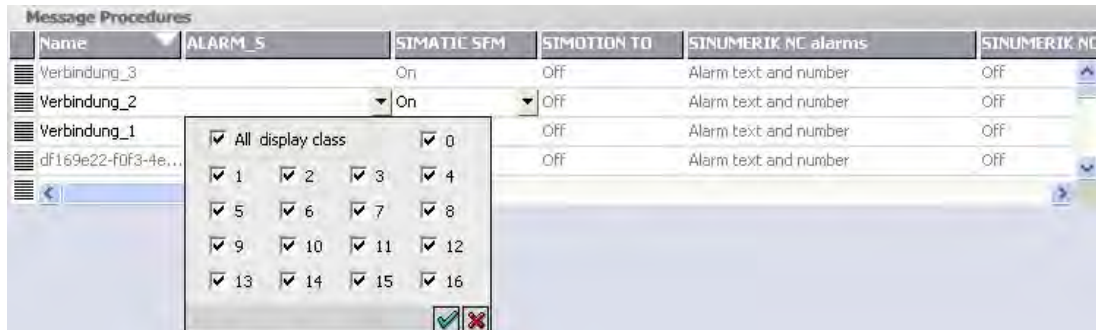 Message Procedures
Name ALARM_S SIMATIC SFM SIMOTION TO SINUMERIK NC alarms SINUMERIK NC
Verbindung_3 On Off Alarm text and number Off
Verbindung_2 On Off Alarm text and number Off
Verbindung_1 Off Alarm text and number Off
df169e22-f0f3-4e... Off Alarm text and number Off
All display class 0
1 2 3 4
5 6 7 8
9 10 11 12
13 14 15 16